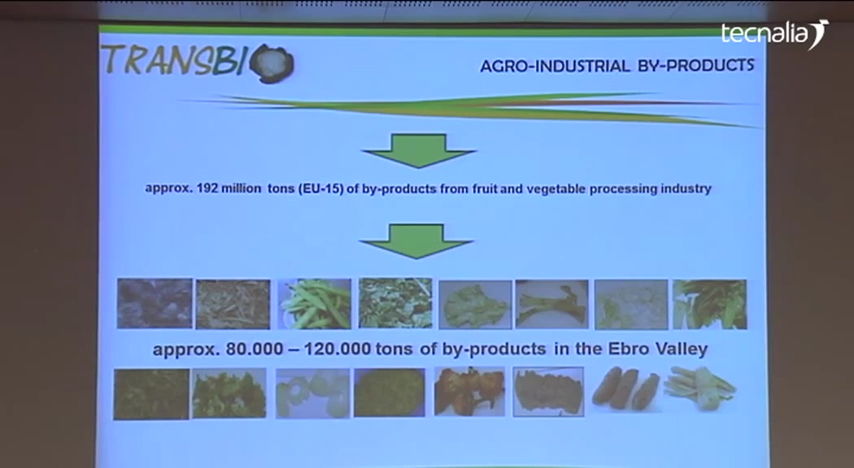 tecnalia
TRANSBIO
AGRO-INDUSTRIAL BY-PRODUCTS
approx. 192 million tons (EU-15) of by-products from fruit and vegetable processing industry
approx. 80.000 – 120.000 tons of by-products in the Ebro Valley